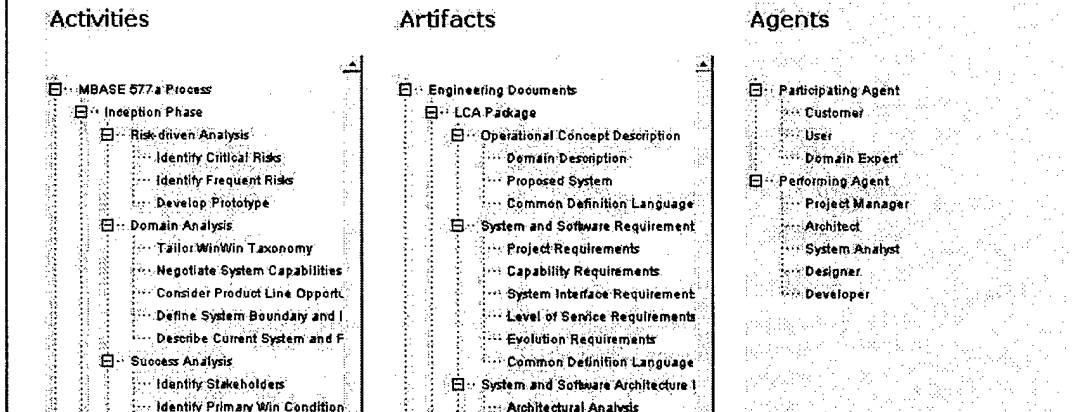 Activities
MBASE 577a Process
Inception Phase
Risk-driven Analysis
Identify Critical Risks
Identify Frequent Risks
Develop Prototype
Domain Analysis
Tailor WinWin Taxonomy
Negotiate System Capabilities
Consider Product Line Opportu
Define System Boundary and I
Describe Current System and F
Success Analysis
Identify Stakeholders
Identify Primary Win Condition
Artifacts
Engineering Documents
LCA Package
Operational Concept Description
Domain Description
Proposed System
Common Definition Language
System and Software Requirement
Project Requirements
Capability Requirements
System Interface Requirement
Level of Service Requirements
Evolution Requirements
Common Definition Language
System and Software Architecture
Architectural Analysis
Agents
Participating Agent
Customer
User
Domain Expert
Performing Agent
Project Manager
Architect
System Analyst
Designer
Developer